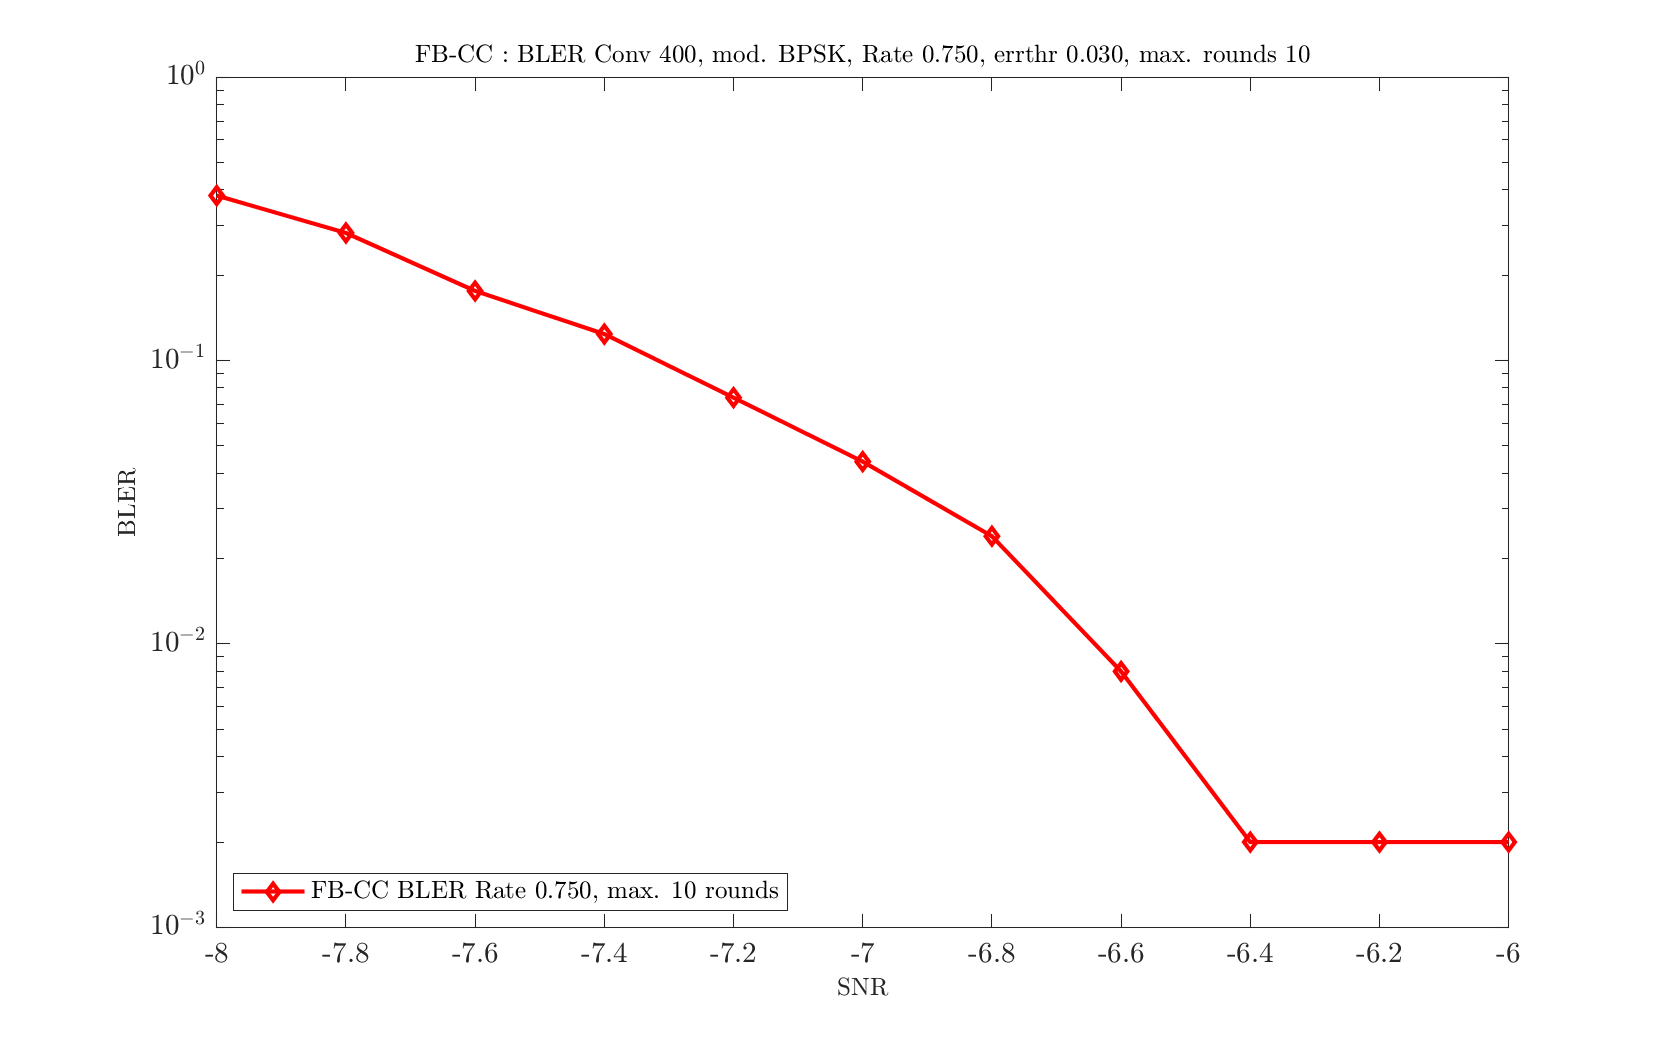 FB-CC : BLER Conv 400, mod. BPSK, Rate 0.750, errthr 0.030, max. rounds 10
10^0
10^{-1}
10^{-2}
10^{-3}
BLER
FB-CC BLER Rate 0.750, max. 10 rounds
-8 -7.8 -7.6 -7.4 -7.2 -7 -6.8 -6.6 -6.4 -6.2 -6
SNR